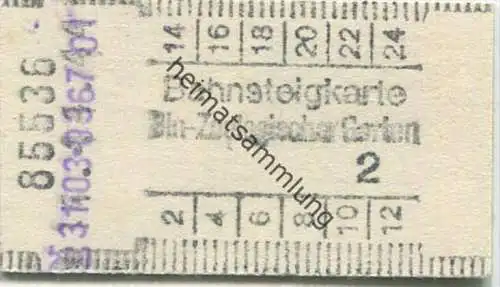 14 16 18 20 22 24
Bahnsteigkarte
Bln-Zoologischer Garten
2
2 4 6 8 10 12
85536
heimatsammlung.de